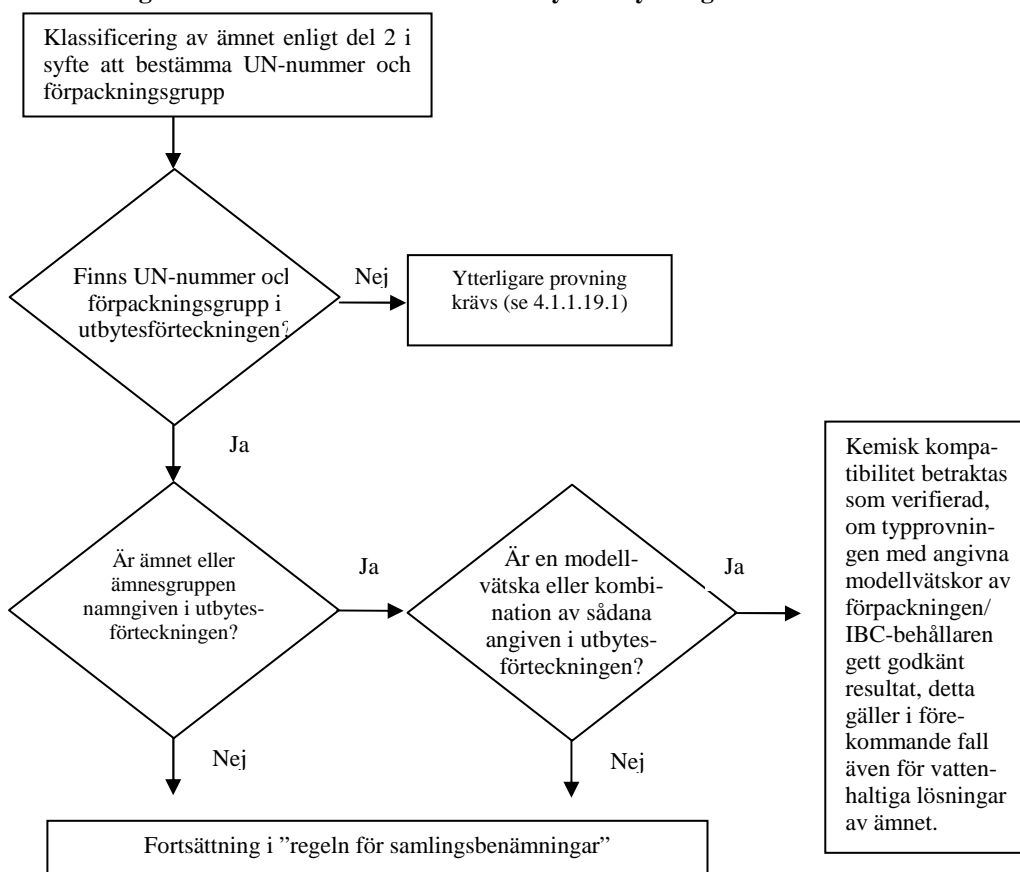 Klassificering av ämnet enligt del 2 i
syfte att bestämma UN-nummer och
förpackningsgrupp
Finns UN-nummer och
förpackningsgrupp i
utbytesförteckningen?
Nej
Ytterligare provning
krävs (se 4.1.1.19.1)
Ja
Är ämnet eller
ämnesgruppen
namngiven i utbytes-
förteckningen?
Ja
Är en modell-
vätska eller kombi-
nation av sådana
angiven i utbytes-
förteckningen?
Ja
Kemisk kompa-
tibilitet betraktas
som verifierad,
om typprovnin-
gen med angivna
modellvätskor av
förpackningen/
IBC-behållaren
gett godkänt
resultat, detta
gäller i före-
kommande fall
även för vatten-
haltiga lösningar
av ämnet.
Nej
Nej
Fortsättning i ”regeln för samlingsbenämningar”